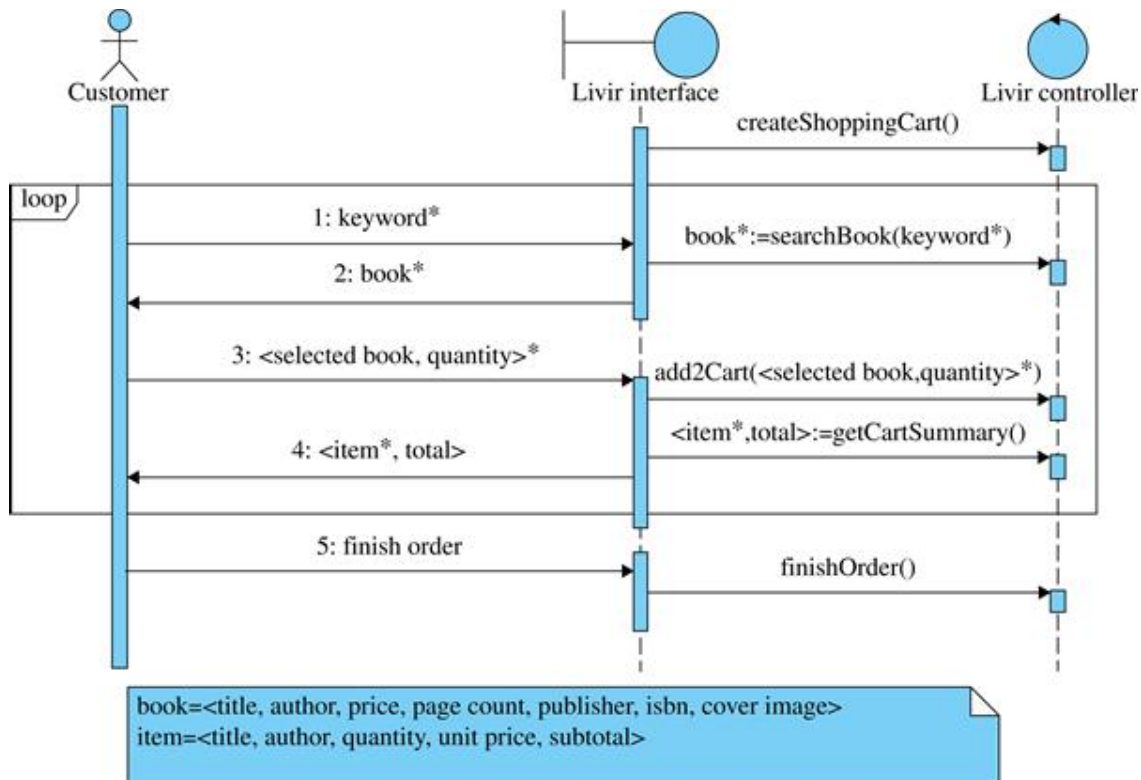 Customer
Livir interface
Livir controller
createShoppingCart()
loop
1: keyword*
book*:=searchBook(keyword*)
2: book*
3: <selected book, quantity>*
add2Cart(<selected book,quantity>*)
<item*,total>:=getCartSummary()
4: <item*, total>
5: finish order
finishOrder()
book=<title, author, price, page count, publisher, isbn, cover image>
item=<title, author, quantity, unit price, subtotal>